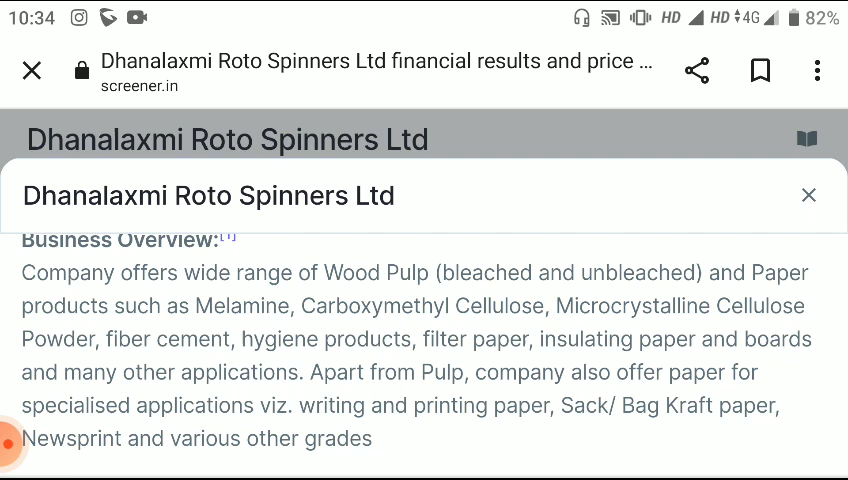 10:34 HD HD 4G 82%
Dhanalaxmi Roto Spinners Ltd financial results and price ...
screener.in
Dhanalaxmi Roto Spinners Ltd
Dhanalaxmi Roto Spinners Ltd
Business Overview:[1]
Company offers wide range of Wood Pulp (bleached and unbleached) and Paper
products such as Melamine, Carboxymethyl Cellulose, Microcrystalline Cellulose
Powder, fiber cement, hygiene products, filter paper, insulating paper and boards
and many other applications. Apart from Pulp, company also offer paper for
specialised applications viz. writing and printing paper, Sack/ Bag Kraft paper,
Newsprint and various other grades